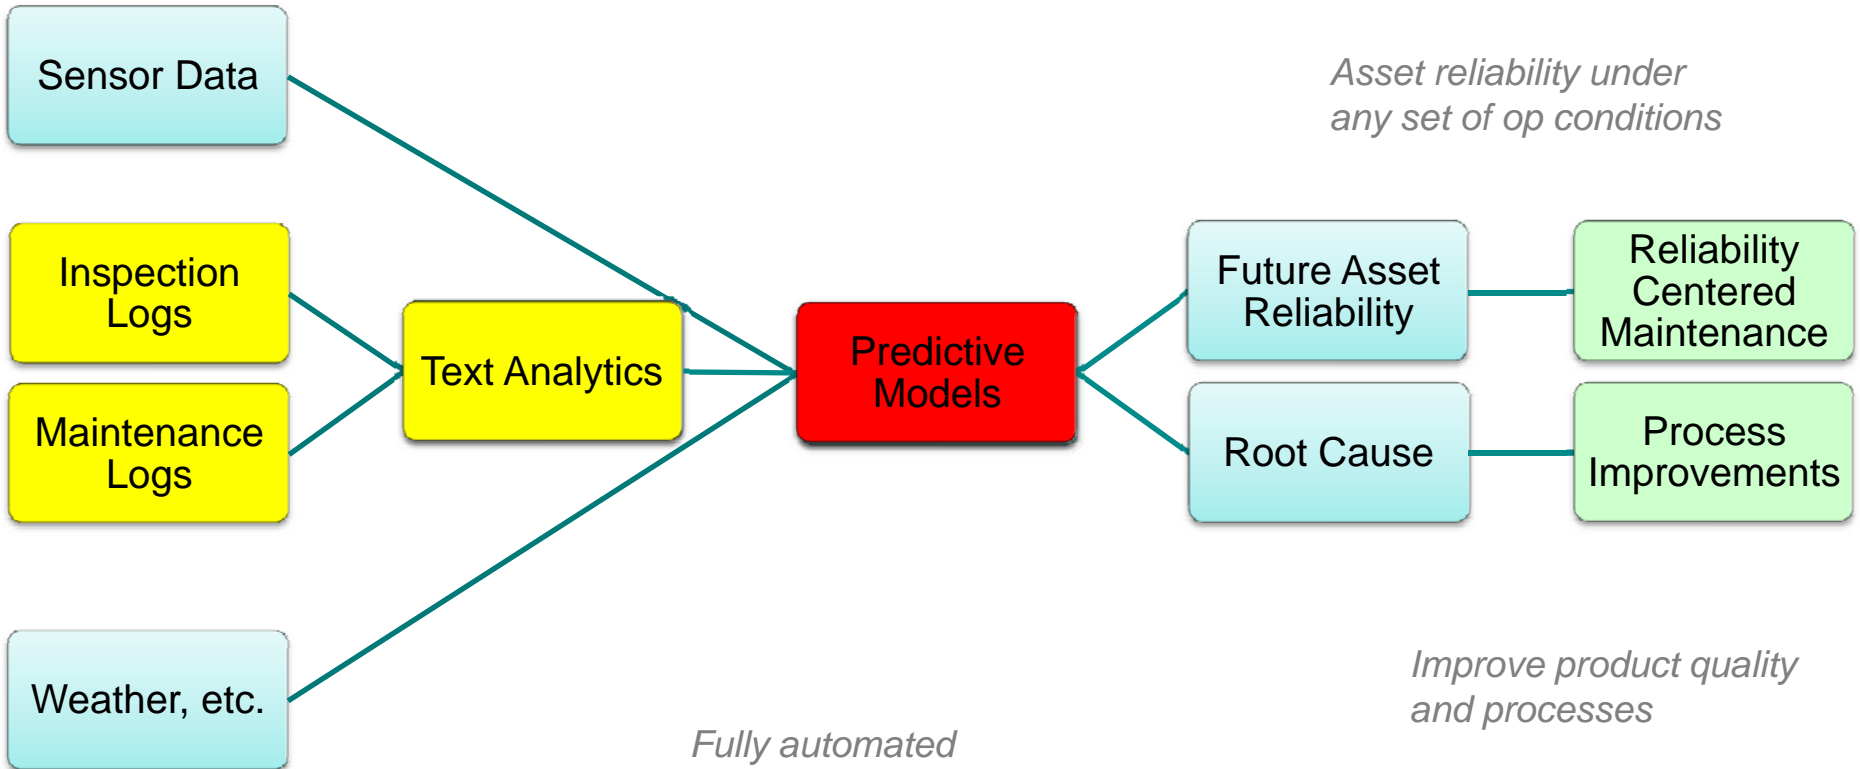 Sensor Data
Asset reliability under
any set of op conditions
Inspection
Logs
Maintenance
Logs
Text Analytics
Predictive
Models
Future Asset
Reliability
Reliability
Centered
Maintenance
Root Cause
Process
Improvements
Weather, etc.
Fully automated
Improve product quality
and processes